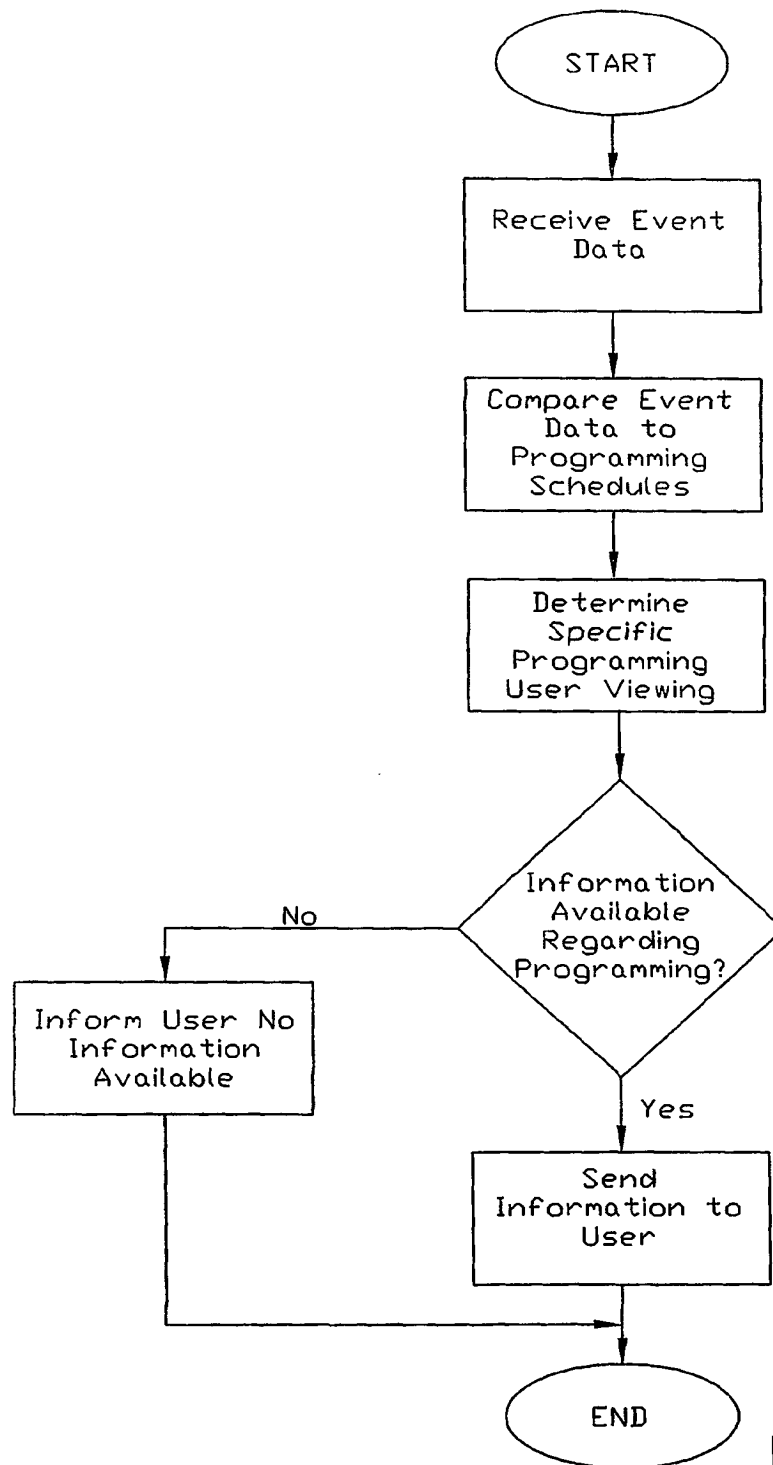 START
Receive Event
Data
Compare Event
Data to
Programming
Schedules
Determine
Specific
Programming
User Viewing
Information
Available
Regarding
Programming?
No
Inform User No
Information
Available
Yes
Send
Information to
User
END